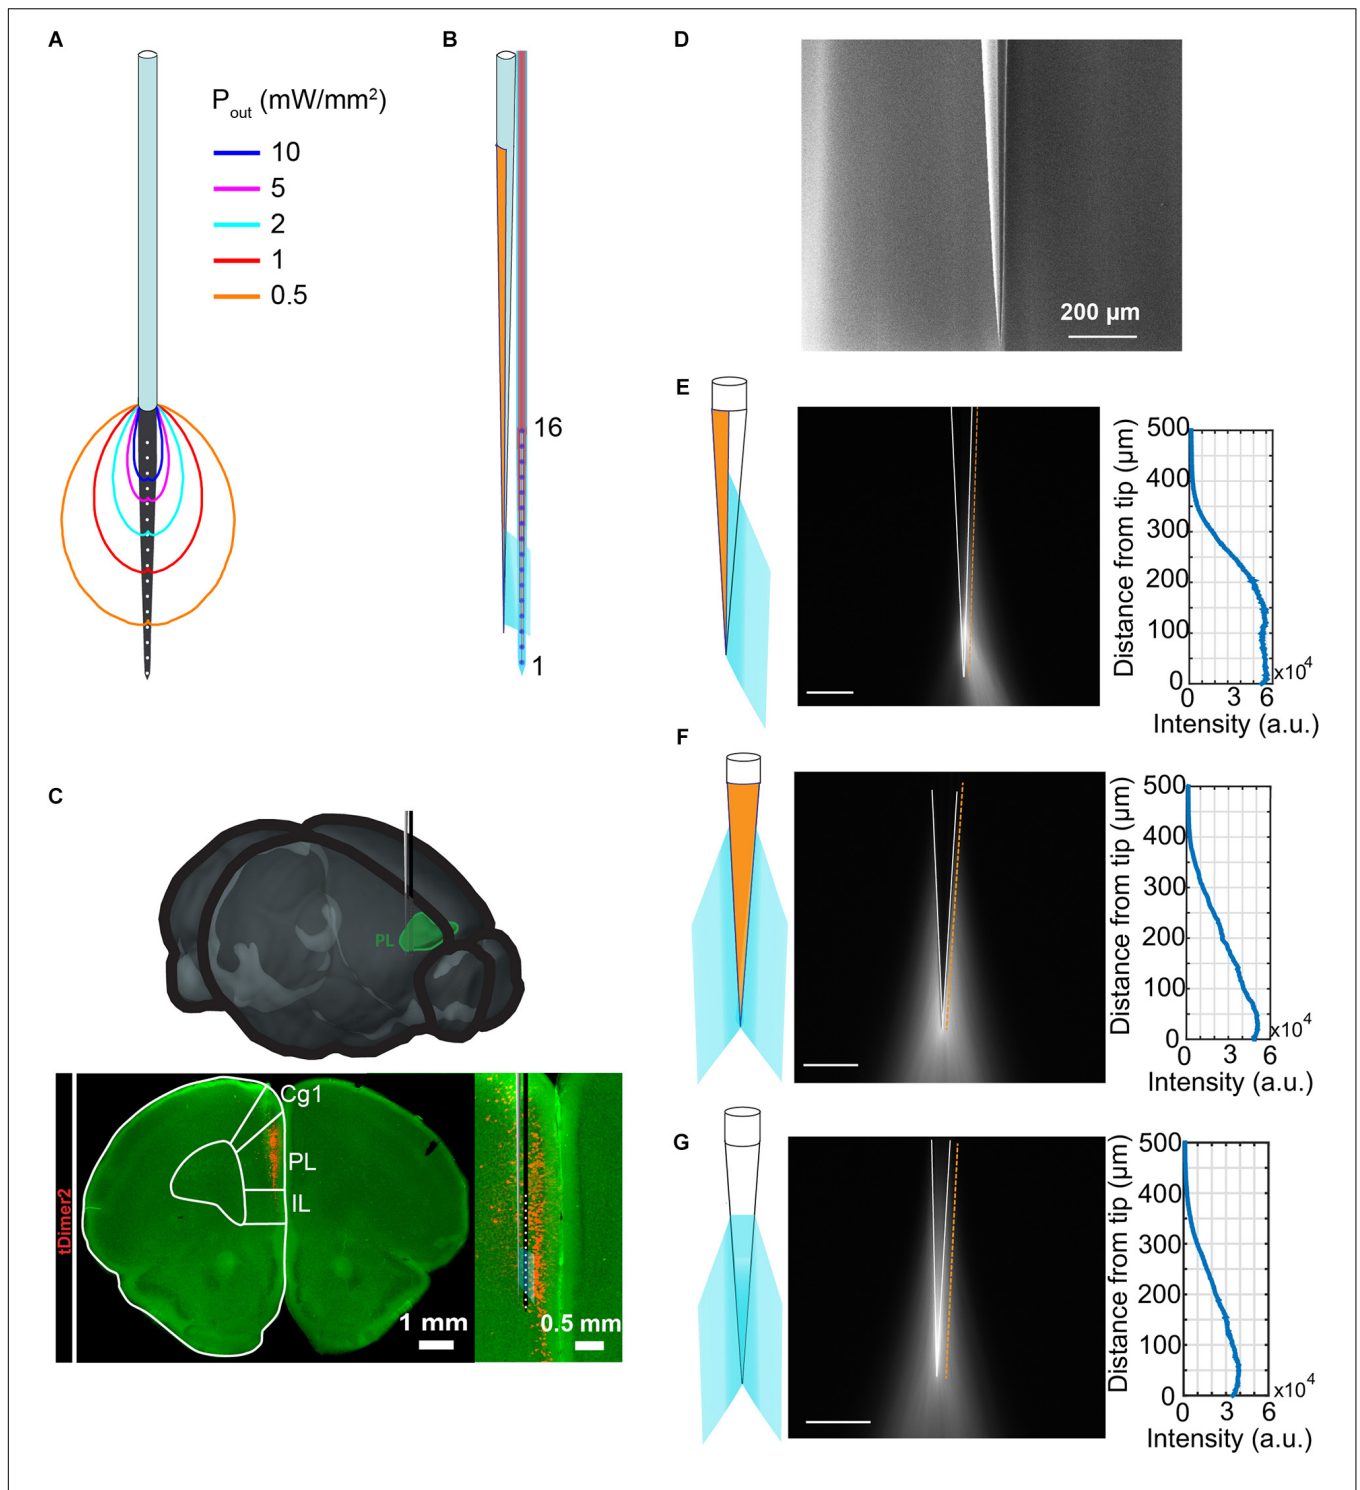 A
P out (mW/mm²)
10
5
2
1
0.5
B
16
1
C
PL
tDimer2
Cg1
PL
IL
1 mm
0.5 mm
D
200 µm
E
Distance from tip (µm)
500
400
300
200
100
0
0 3 6
x10⁴
Intensity (a.u.)
F
Distance from tip (µm)
500
400
300
200
100
0
0 3 6
x10⁴
Intensity (a.u.)
G
Distance from tip (µm)
500
400
300
200
100
0
0 3 6
x10⁴
Intensity (a.u.)